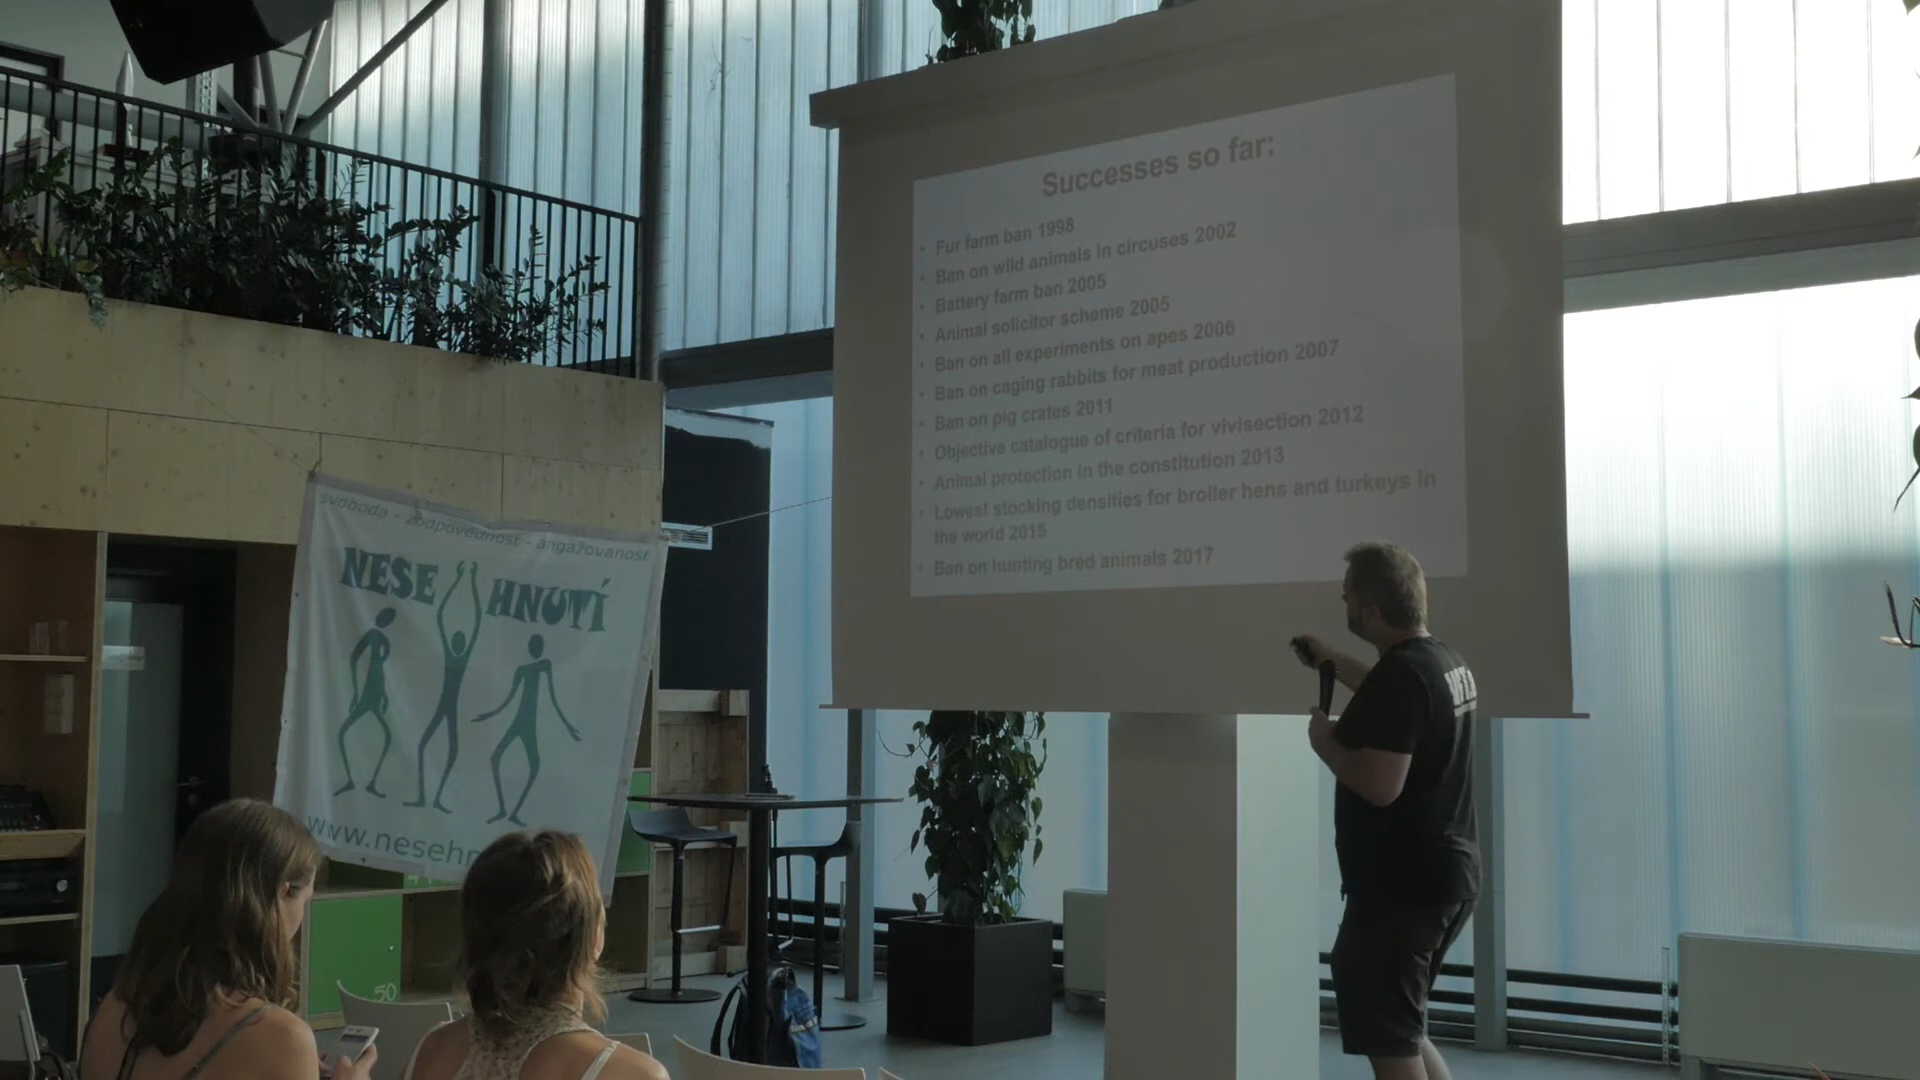 Successes so far:
Fur farm ban 1998
Ban on wild animals in circuses 2002
Battery farm ban 2005
Animal solicitor scheme 2005
Ban on all experiments on apes 2006
Ban on caging rabbits for meat production 2007
Ban on pig crates 2011
Objective catalogue of criteria for vivisection 2012
Animal protection in the constitution 2013
Lowest stocking densities for broiler hens and turkeys in
the world 2015
Ban on hunting bred animals 2017
svoboda - zodpovědnost - angažovanost
NESEHNUTÍ
www.neseh
50